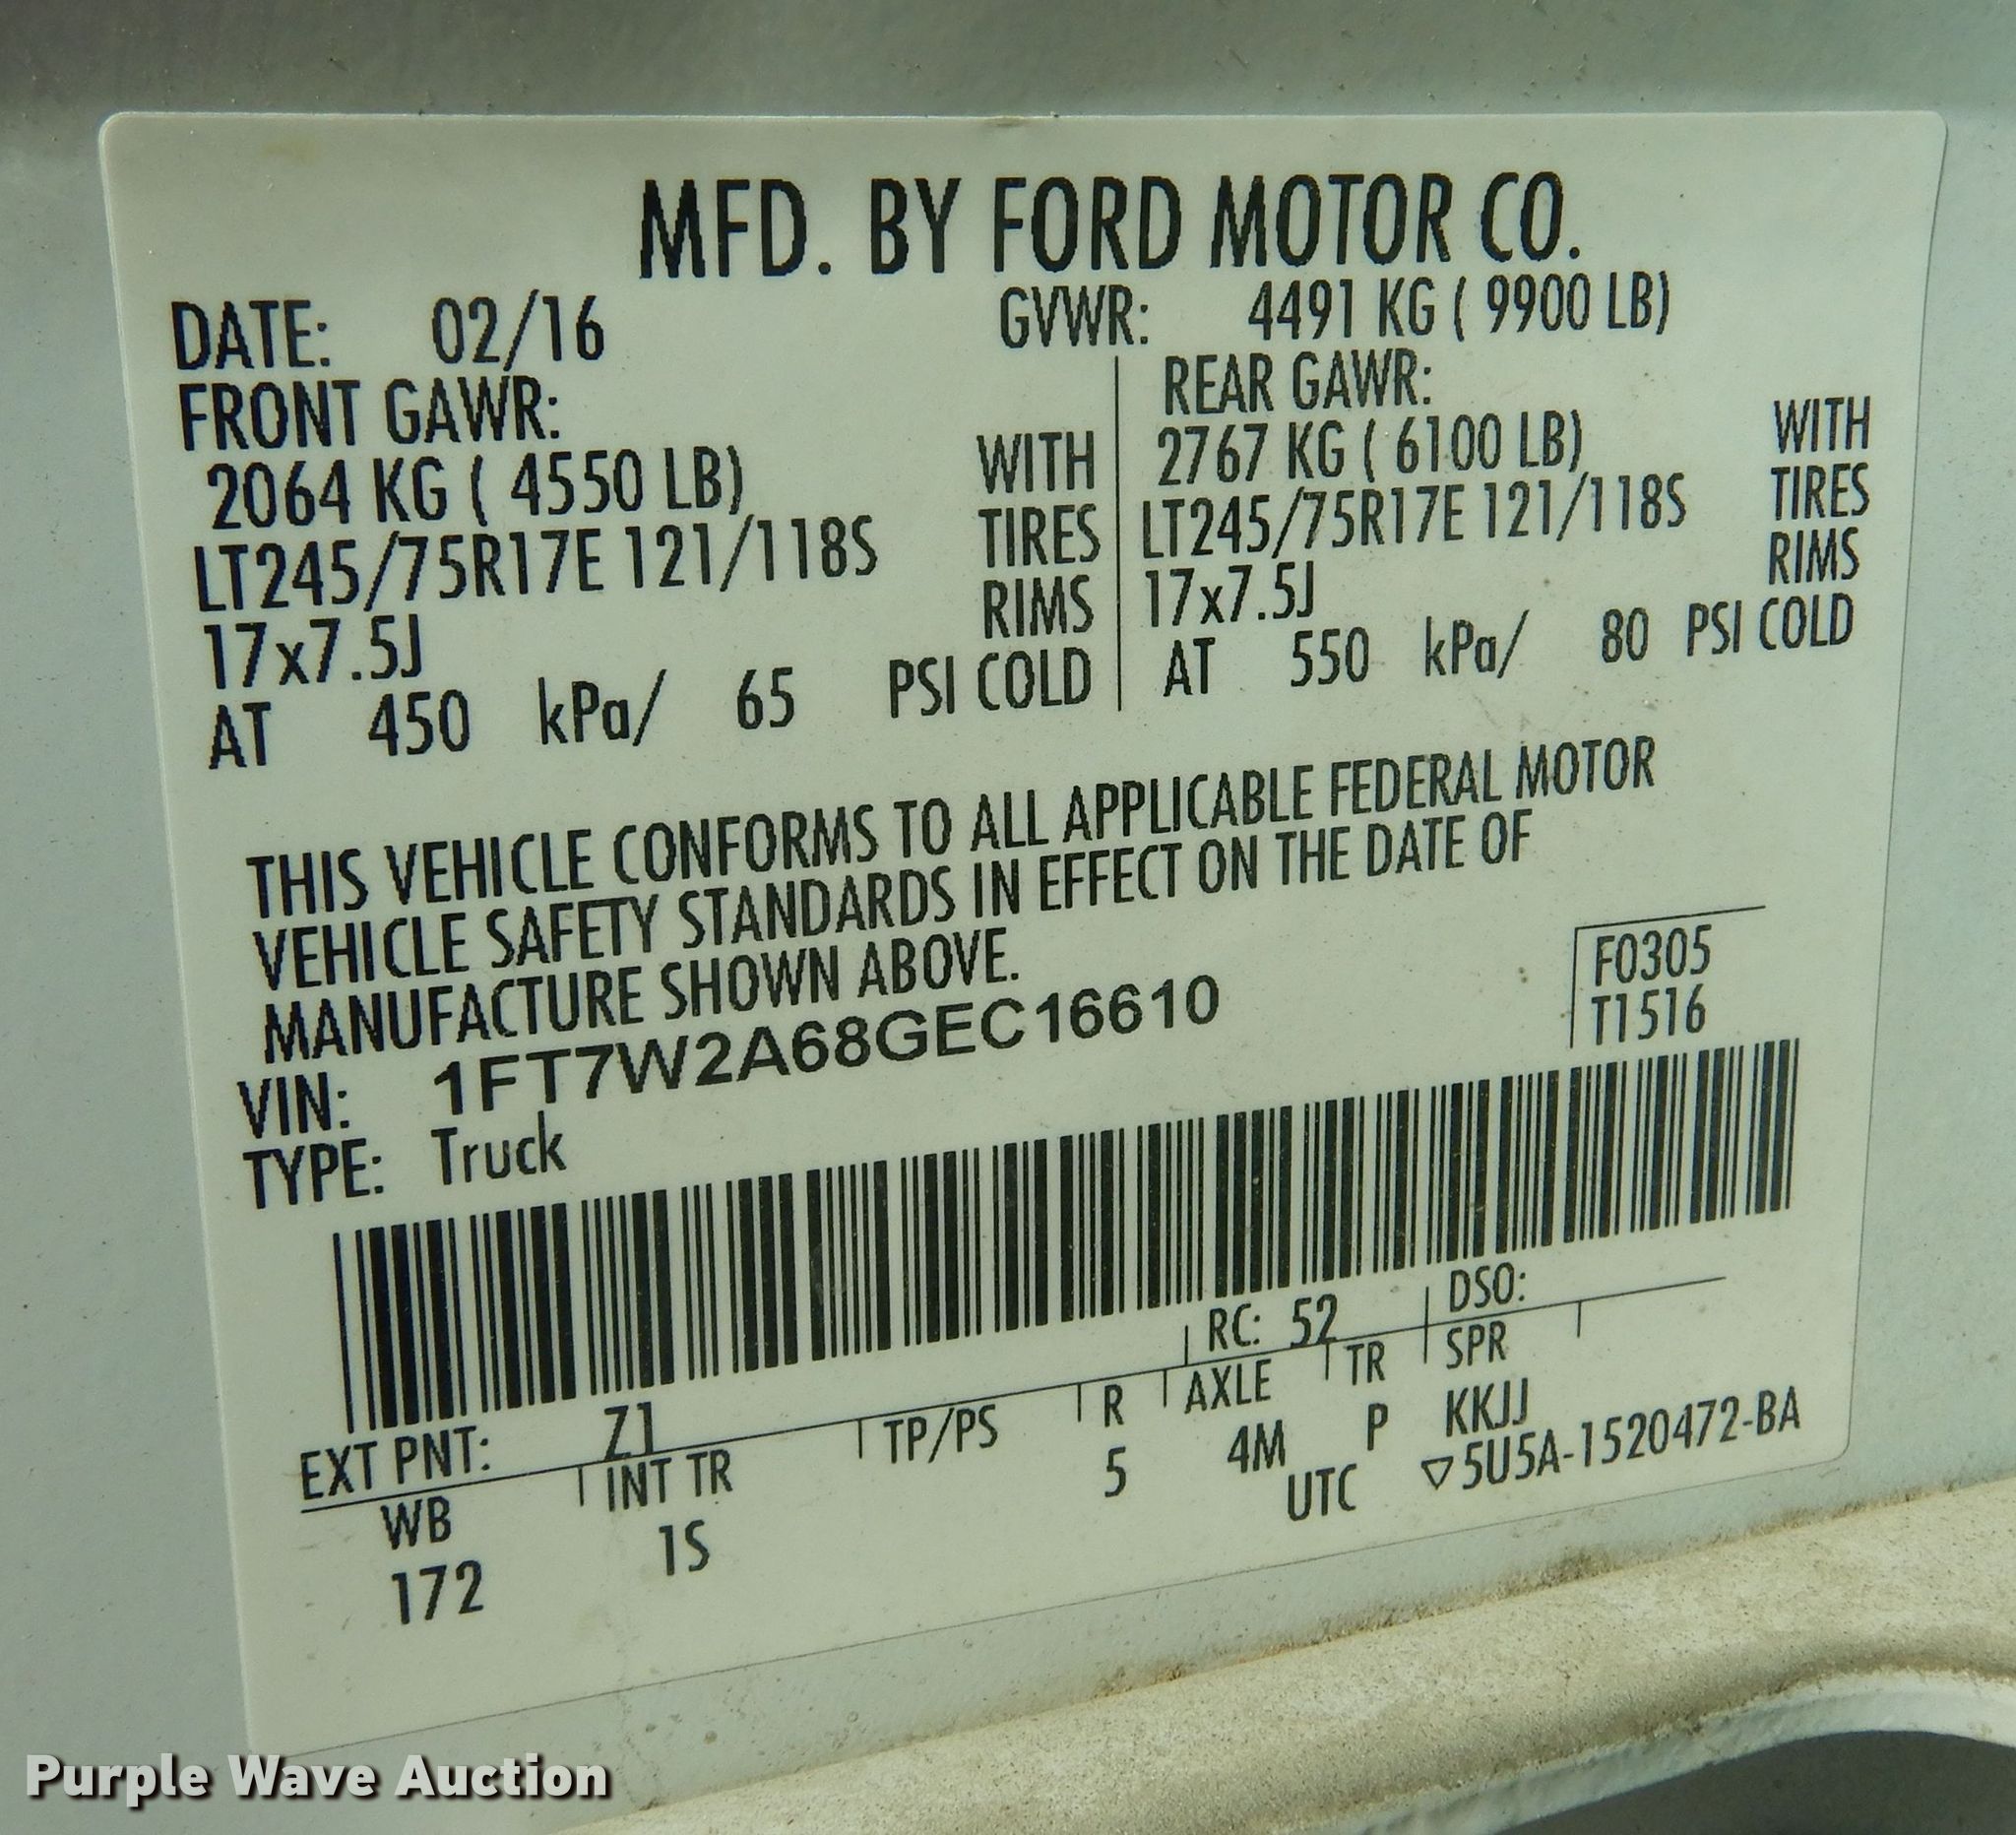 MFD. BY FORD MOTOR CO.
DATE: 02/16 GVWR: 4491 KG ( 9900 LB)
FRONT GAWR: REAR GAWR:
2064 KG ( 4550 LB) WITH 2767 KG ( 6100 LB) WITH
LT245/75R17E 121/118S TIRES LT245/75R17E 121/118S TIRES
17x7.5J RIMS 17x7.5J RIMS
AT 450 kPa/ 65 PSI COLD AT 550 kPa/ 80 PSI COLD
THIS VEHICLE CONFORMS TO ALL APPLICABLE FEDERAL MOTOR
VEHICLE SAFETY STANDARDS IN EFFECT ON THE DATE OF
MANUFACTURE SHOWN ABOVE.
F0305
VIN: 1FT7W2A68GEC16610 T1516
TYPE: Truck
EXT PNT: Z1 RC: 52 DSO:
WB INT TR TP/PS R AXLE TR SPR
172 1S 5 4M P KKJJ
UTC ▽5U5A-1520472-BA
Purple Wave Auction